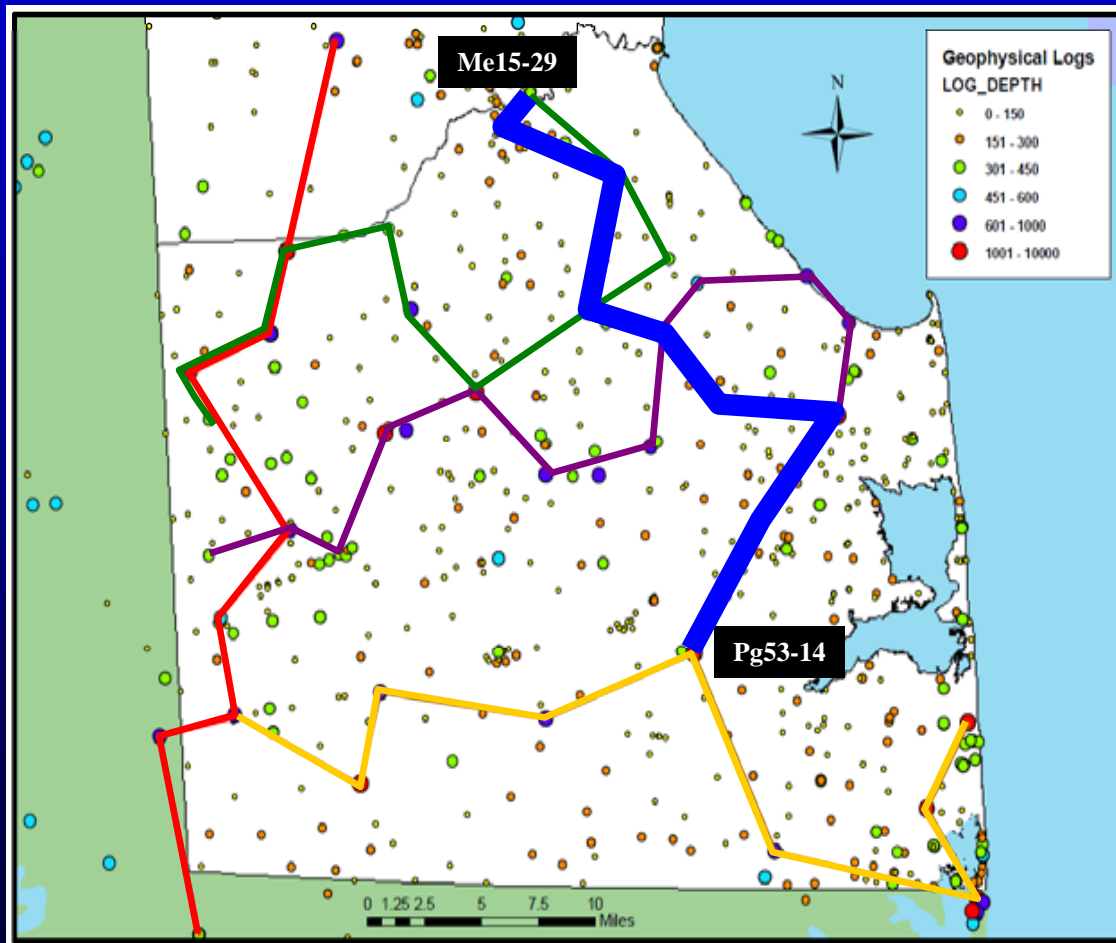 Me15-29
N
Geophysical Logs
LOG_DEPTH
0 - 150
151 - 300
301 - 450
451 - 600
601 - 1000
1001 - 10000
Pg53-14
0 1.25 2.5 5 7.5 10
Miles